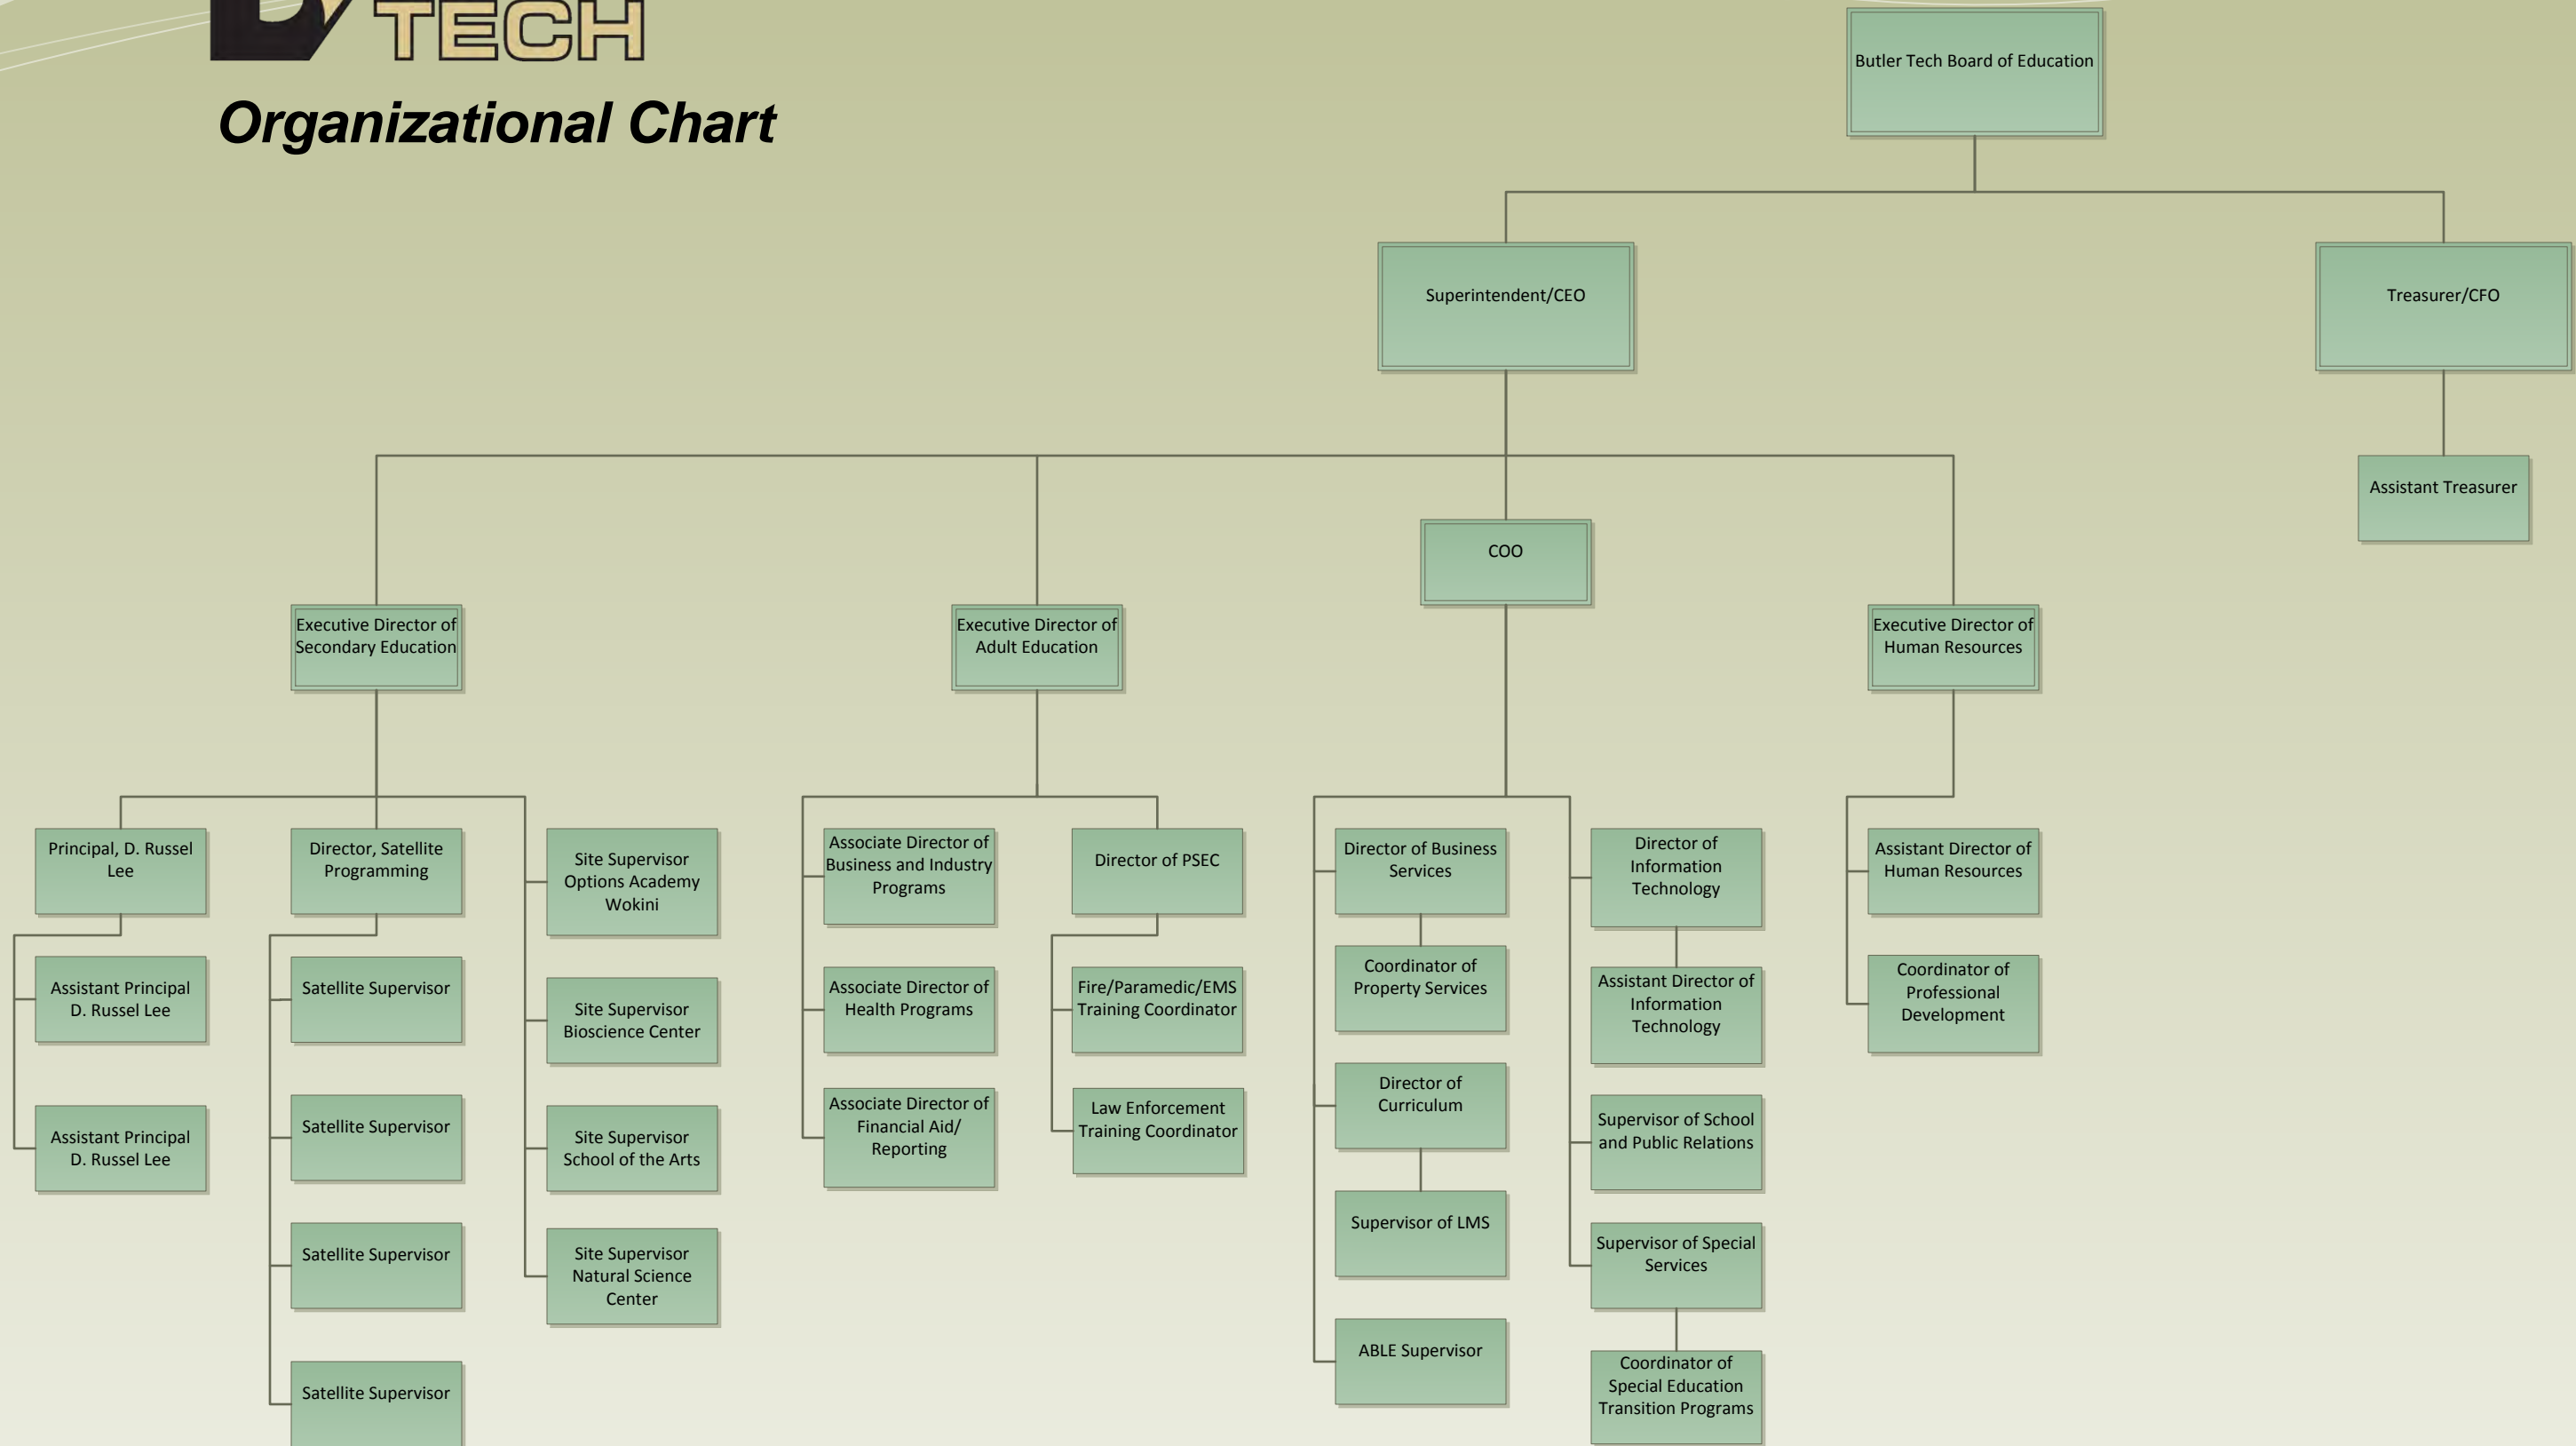 TECH
Organizational Chart
Butler Tech Board of Education
Superintendent/CEO
Treasurer/CFO
Assistant Treasurer
COO
Executive Director of
Secondary Education
Executive Director of
Adult Education
Executive Director of
Human Resources
Principal, D. Russel
Lee
Assistant Principal
D. Russel Lee
Assistant Principal
D. Russel Lee
Director, Satellite
Programming
Satellite Supervisor
Satellite Supervisor
Satellite Supervisor
Satellite Supervisor
Site Supervisor
Options Academy
Wokini
Site Supervisor
Bioscience Center
Site Supervisor
School of the Arts
Site Supervisor
Natural Science
Center
Associate Director of
Business and Industry
Programs
Associate Director of
Health Programs
Associate Director of
Financial Aid/
Reporting
Director of PSEC
Fire/Paramedic/EMS
Training Coordinator
Law Enforcement
Training Coordinator
Director of Business
Services
Coordinator of
Property Services
Director of
Curriculum
Supervisor of LMS
ABLE Supervisor
Director of
Information
Technology
Assistant Director of
Information
Technology
Supervisor of School
and Public Relations
Supervisor of Special
Services
Coordinator of
Special Education
Transition Programs
Assistant Director of
Human Resources
Coordinator of
Professional
Development